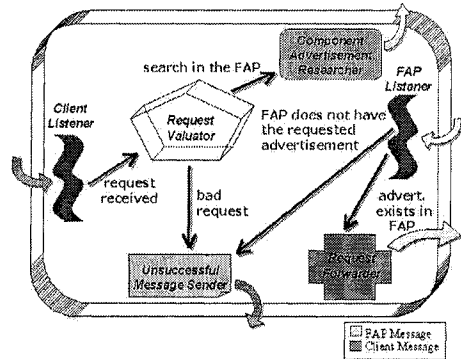 Component
Advertisement
Researcher
search in the FAP
FAP
Listener
Client
Listener
Request
Valuator
FAP does not have
the requested
advertisement
request
received
bad
request
advert.
exists in
FAP
Unsuccessful
Message Sender
Request
Forwarder
FAP Message
Client Message